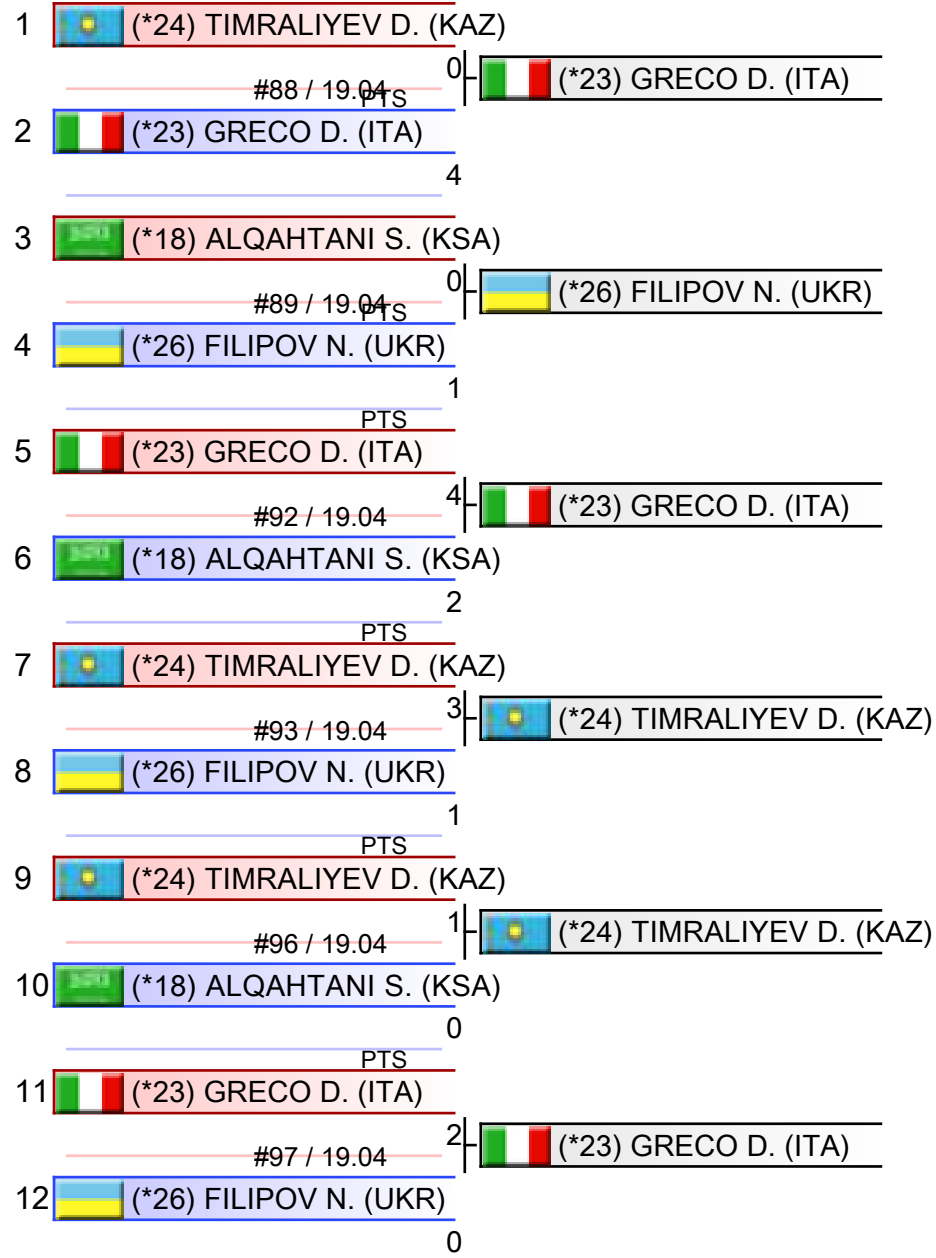 1 (*24) TIMRALIYEV D. (KAZ)
0 (*23) GRECO D. (ITA)
#88 / 19.04 PTS
2 (*23) GRECO D. (ITA)
4
3 (*18) ALQAHTANI S. (KSA)
0 (*26) FILIPOV N. (UKR)
#89 / 19.04 PTS
4 (*26) FILIPOV N. (UKR)
1
PTS
5 (*23) GRECO D. (ITA)
4 (*23) GRECO D. (ITA)
#92 / 19.04
6 (*18) ALQAHTANI S. (KSA)
2
PTS
7 (*24) TIMRALIYEV D. (KAZ)
3 (*24) TIMRALIYEV D. (KAZ)
#93 / 19.04
8 (*26) FILIPOV N. (UKR)
1
PTS
9 (*24) TIMRALIYEV D. (KAZ)
1 (*24) TIMRALIYEV D. (KAZ)
#96 / 19.04
10 (*18) ALQAHTANI S. (KSA)
0
PTS
11 (*23) GRECO D. (ITA)
2 (*23) GRECO D. (ITA)
#97 / 19.04
12 (*26) FILIPOV N. (UKR)
0